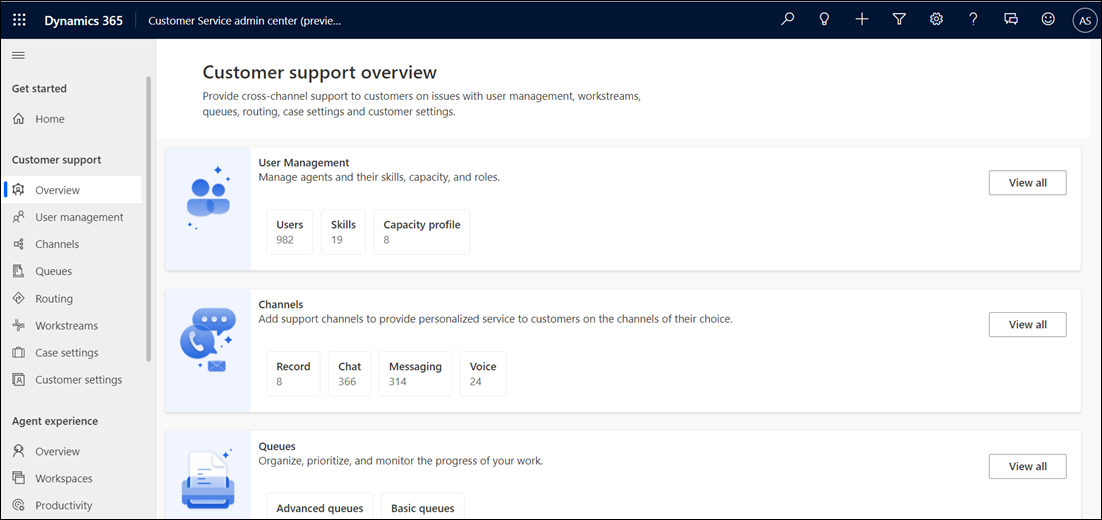 Dynamics 365
Customer Service admin center (previe...
AS
Get started
Home
Customer support
Overview
User management
Channels
Queues
Routing
Workstreams
Case settings
Customer settings
Agent experience
Overview
Workspaces
Productivity
Customer support overview
Provide cross-channel support to customers on issues with user management, workstreams,
queues, routing, case settings and customer settings.
User Management
Manage agents and their skills, capacity, and roles.
View all
Users Skills Capacity profile
982 19 8
Channels
Add support channels to provide personalized service to customers on the channels of their choice.
View all
Record Chat Messaging Voice
8 366 314 24
Queues
Organize, prioritize, and monitor the progress of your work.
View all
Advanced queues Basic queues